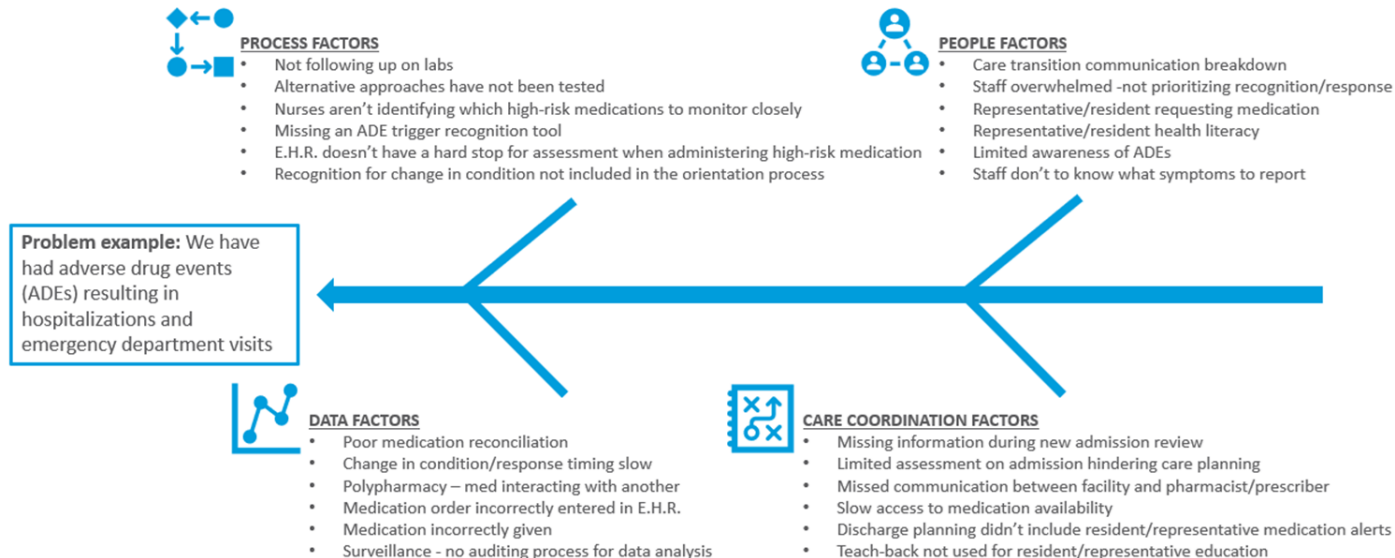 PROCESS FACTORS
• Not following up on labs
• Alternative approaches have not been tested
• Nurses aren't identifying which high-risk medications to monitor closely
• Missing an ADE trigger recognition tool
• E.H.R. doesn't have a hard stop for assessment when administering high-risk medication
• Recognition for change in condition not included in the orientation process
PEOPLE FACTORS
• Care transition communication breakdown
• Staff overwhelmed -not prioritizing recognition/response
• Representative/resident requesting medication
• Representative/resident health literacy
• Limited awareness of ADEs
• Staff don't to know what symptoms to report
Problem example: We have
had adverse drug events
(ADEs) resulting in
hospitalizations and
emergency department visits
DATA FACTORS
• Poor medication reconciliation
• Change in condition/response timing slow
• Polypharmacy – med interacting with another
• Medication order incorrectly entered in E.H.R.
• Medication incorrectly given
• Surveillance - no auditing process for data analysis
CARE COORDINATION FACTORS
• Missing information during new admission review
• Limited assessment on admission hindering care planning
• Missed communication between facility and pharmacist/prescriber
• Slow access to medication availability
• Discharge planning didn't include resident/representative medication alerts
• Teach-back not used for resident/representative education